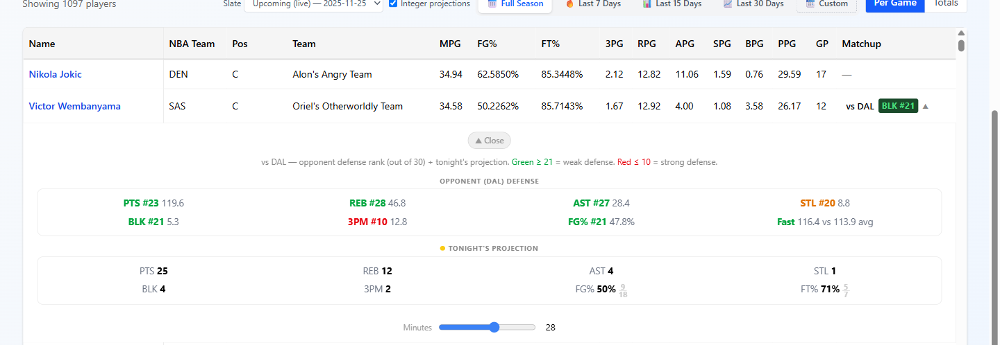 Showing 1097 players Slate Upcoming (live) — 2025-11-25 Integer projections Full Season Last 7 Days Last 15 Days Last 30 Days Custom Per Game Totals
Name NBA Team Pos Team MPG FG% FT% 3PG RPG APG SPG BPG PPG GP Matchup
Nikola Jokic DEN C Alon's Angry Team 34.94 62.5850% 85.3448% 2.12 12.82 11.06 1.59 0.76 29.59 17 —
Victor Wembanyama SAS C Oriel's Otherworldly Team 34.58 50.2262% 85.7143% 1.67 12.92 4.00 1.08 3.58 26.17 12 vs DAL BLK #21 ▲
▲ Close
vs DAL — opponent defense rank (out of 30) + tonight's projection. Green ≥ 21 = weak defense. Red ≤ 10 = strong defense.
OPPONENT (DAL) DEFENSE
PTS #23 119.6 REB #28 46.8 AST #27 28.4 STL #20 8.8
BLK #21 5.3 3PM #10 12.8 FG% #21 47.8% Fast 116.4 vs 113.9 avg
TONIGHT'S PROJECTION
PTS 25 REB 12 AST 4 STL 1
BLK 4 3PM 2 FG% 50% 9/18 FT% 71% 5/7
Minutes 28